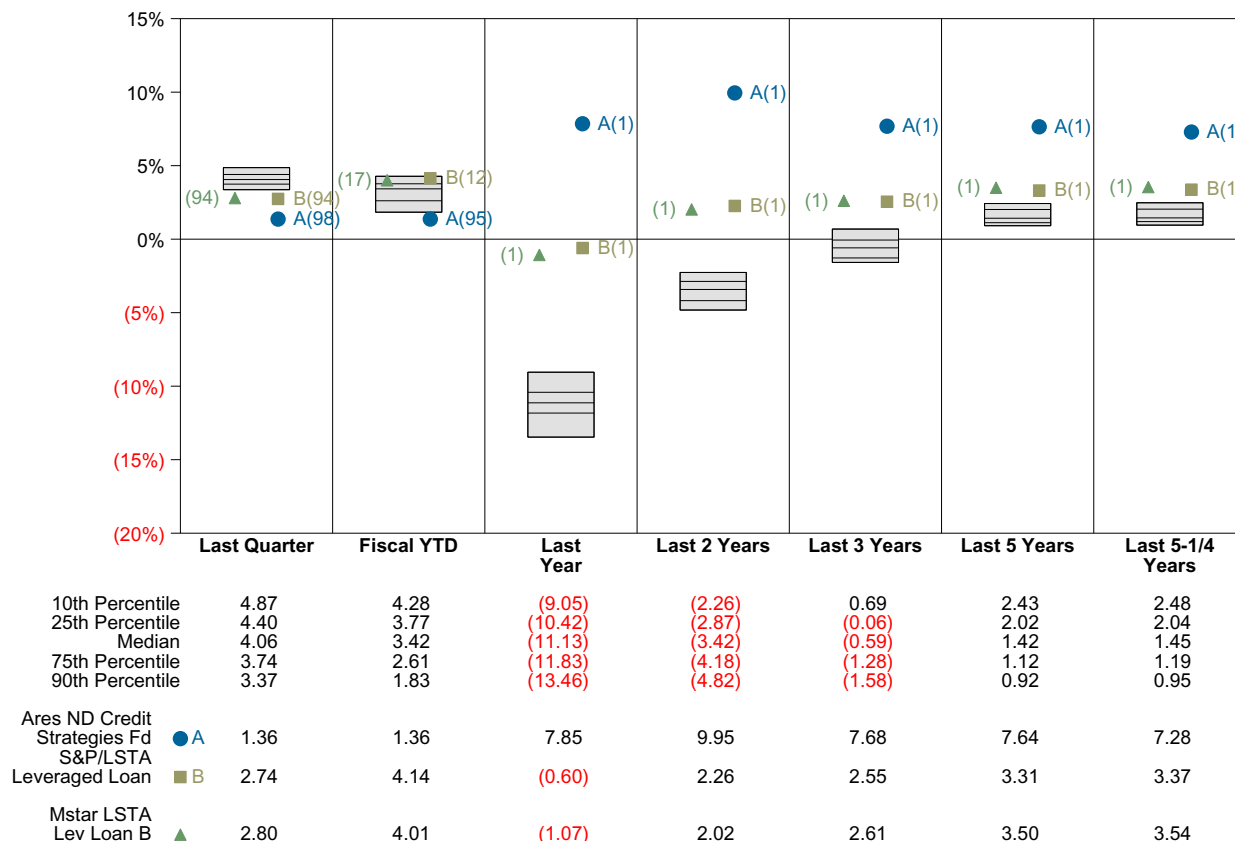 15%
10%
5%
0%
(5%)
(10%)
(15%)
(20%)
(94) B(94)
A(98)
(17) B(12)
A(95)
A(1)
(1) B(1)
A(1)
(1) B(1)
A(1)
(1) B(1)
A(1)
(1) B(1)
A(1
(1) B(1
Last Quarter Fiscal YTD Last Last 2 Years Last 3 Years Last 5 Years Last 5-1/4
Year Years
10th Percentile 4.87 4.28 (9.05) (2.26) 0.69 2.43 2.48
25th Percentile 4.40 3.77 (10.42) (2.87) (0.06) 2.02 2.04
Median 4.06 3.42 (11.13) (3.42) (0.59) 1.42 1.45
75th Percentile 3.74 2.61 (11.83) (4.18) (1.28) 1.12 1.19
90th Percentile 3.37 1.83 (13.46) (4.82) (1.58) 0.92 0.95
Ares ND Credit
Strategies Fd A 1.36 1.36 7.85 9.95 7.68 7.64 7.28
S&P/LSTA
Leveraged Loan B 2.74 4.14 (0.60) 2.26 2.55 3.31 3.37
Mstar LSTA
Lev Loan B 2.80 4.01 (1.07) 2.02 2.61 3.50 3.54